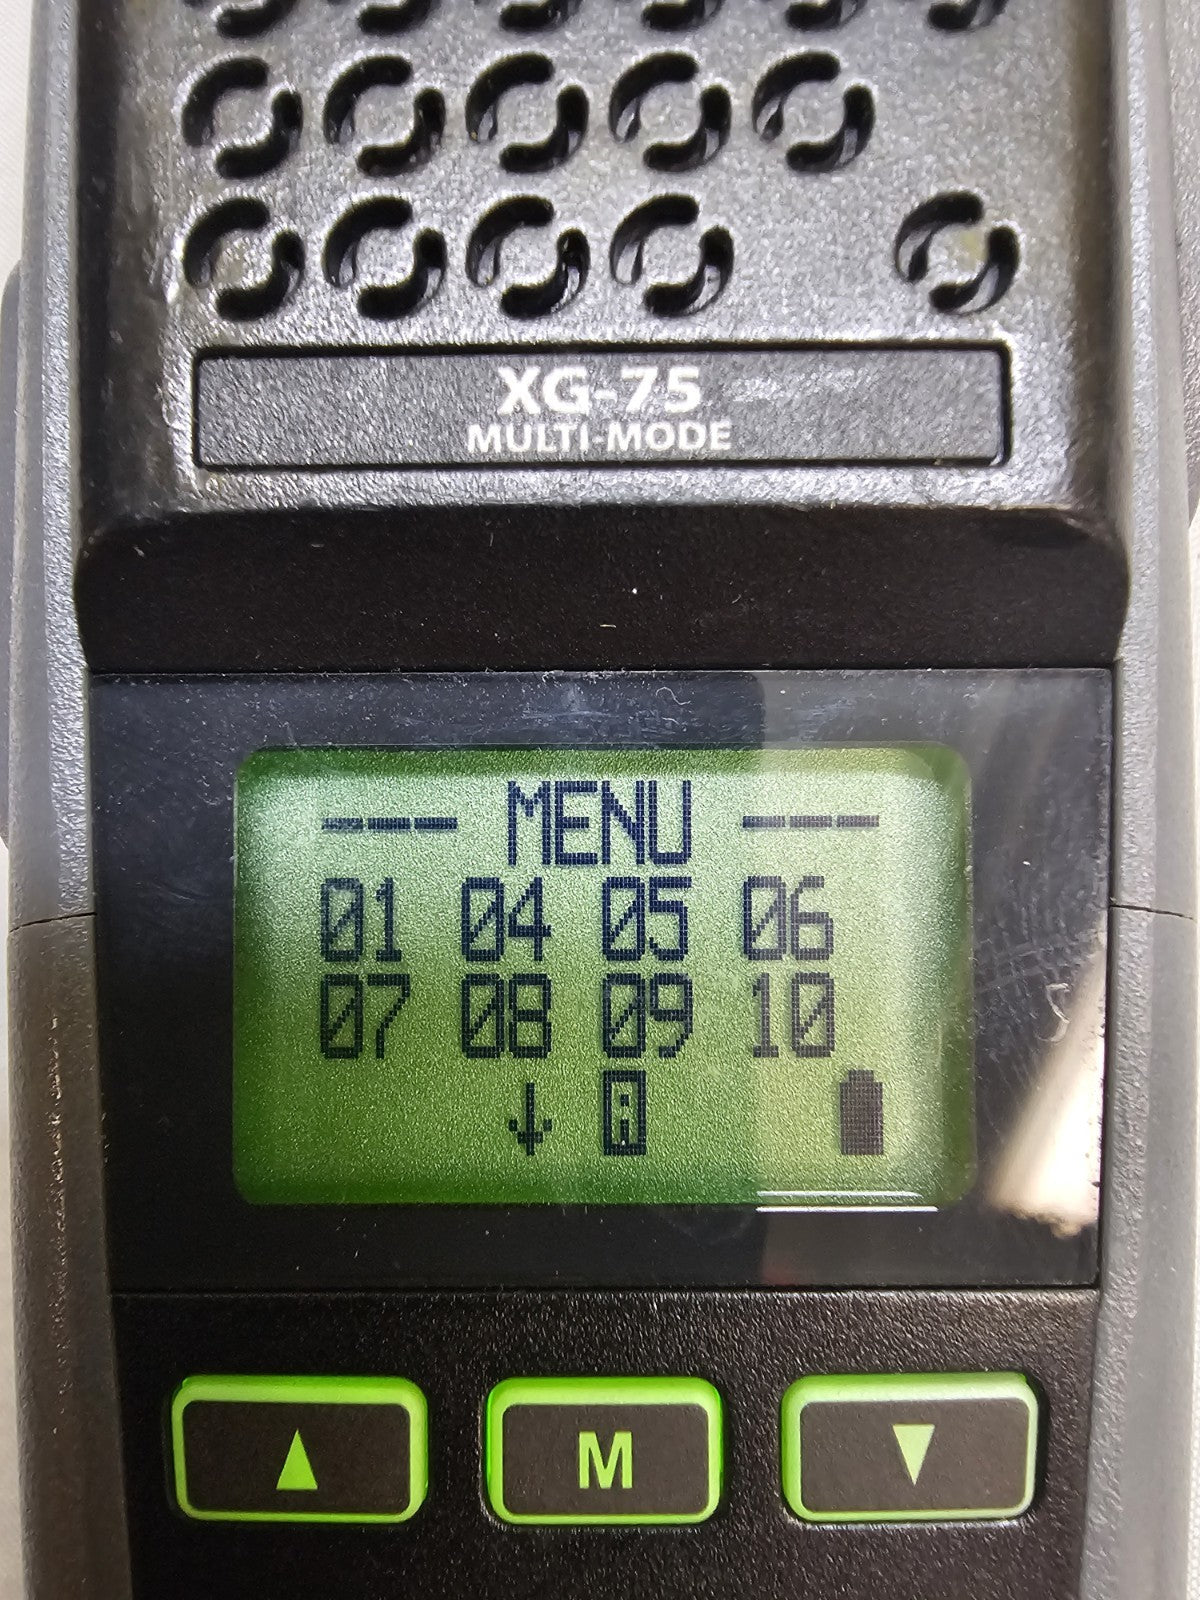 XG-75
MULTI-MODE
--- MENU ---
01 04 05 06
07 08 09 10
↓ A
▲ M ▼